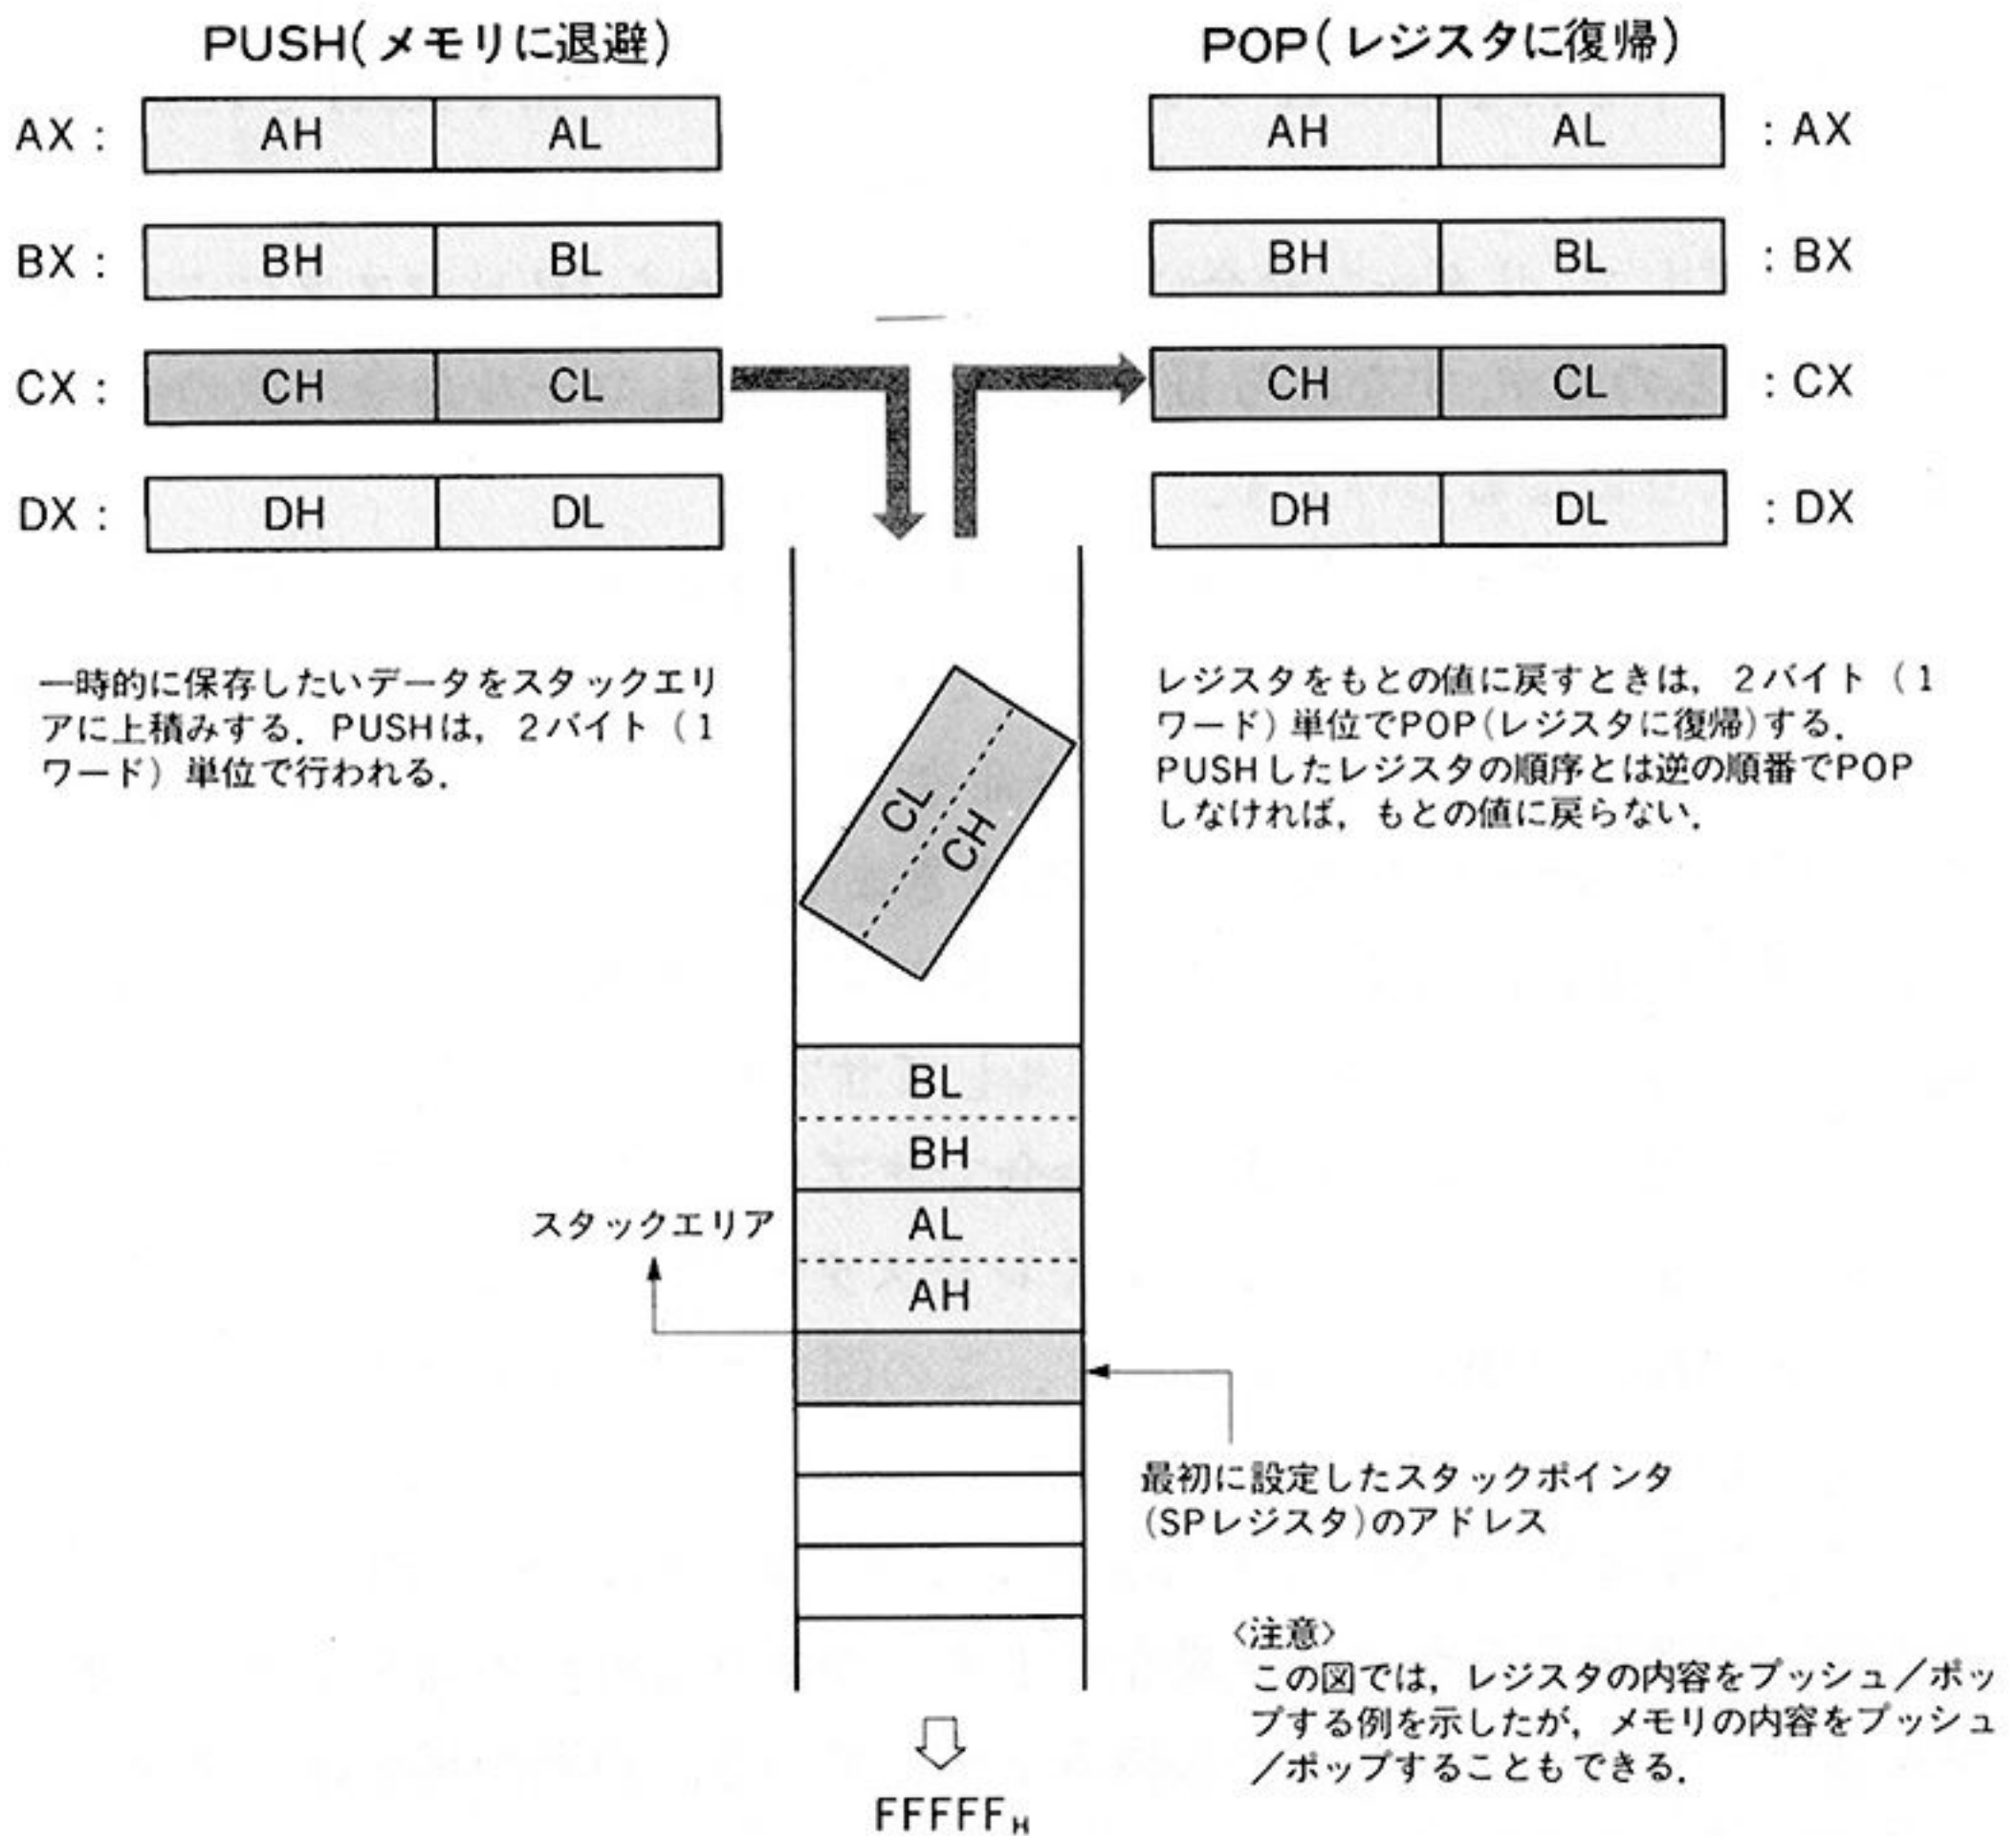 PUSH(メモリに退避)
AX : AH AL
BX : BH BL
CX : CH CL
DX : DH DL
一時的に保存したいデータをスタックエリ
アに上積みする．PUSHは，2バイト（1
ワード）単位で行われる．
POP(レジスタに復帰)
AH AL : AX
BH BL : BX
CH CL : CX
DH DL : DX
レジスタをもとの値に戻すときは，2バイト（1
ワード）単位でPOP(レジスタに復帰)する．
PUSHしたレジスタの順序とは逆の順番でPOP
しなければ，もとの値に戻らない．
CL
CH
BL
BH
スタックエリア
AL
AH
最初に設定したスタックポインタ
(SPレジスタ)のアドレス
〈注意〉
この図では，レジスタの内容をプッシュ／ポッ
プする例を示したが，メモリの内容をプッシュ
／ポップすることもできる．
FFFFFH